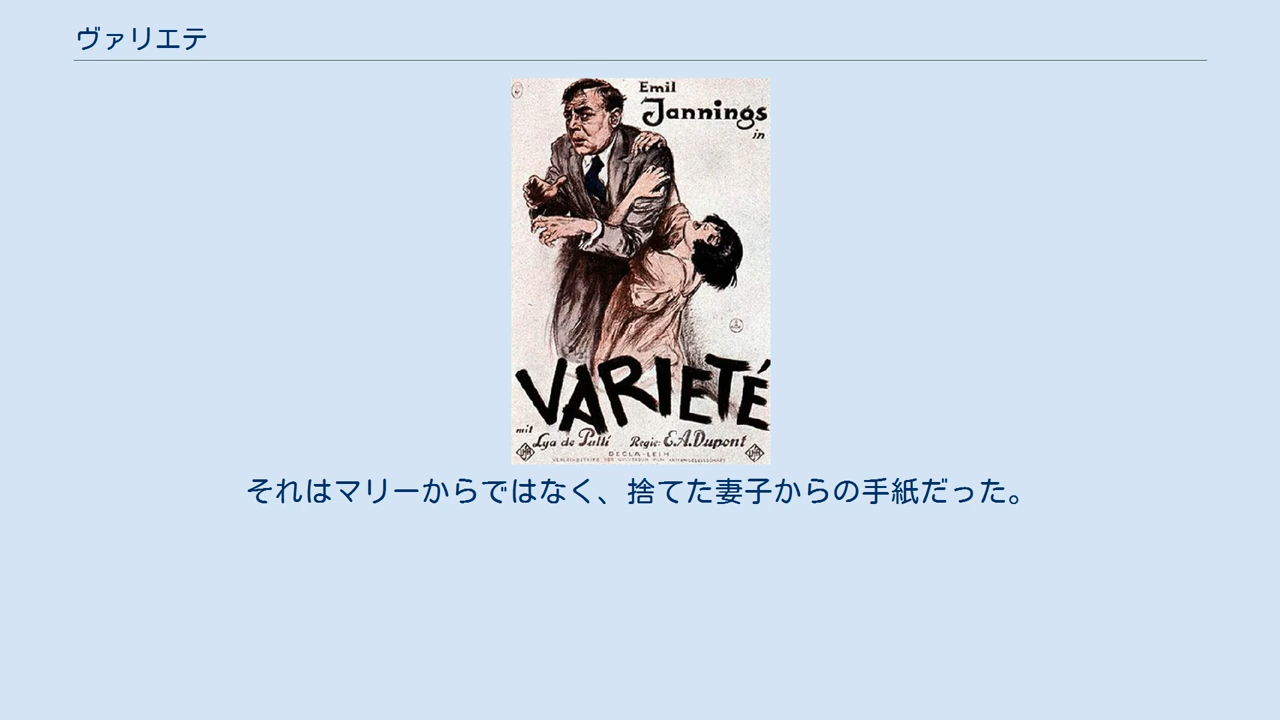 ヴァリエテ
Emil
Jannings
in
VARIETÉ
mit Lya de Putti Regie: E.A.Dupont
DECLA-LEIH
それはマリーからではなく、捨てた妻子からの手紙だった。